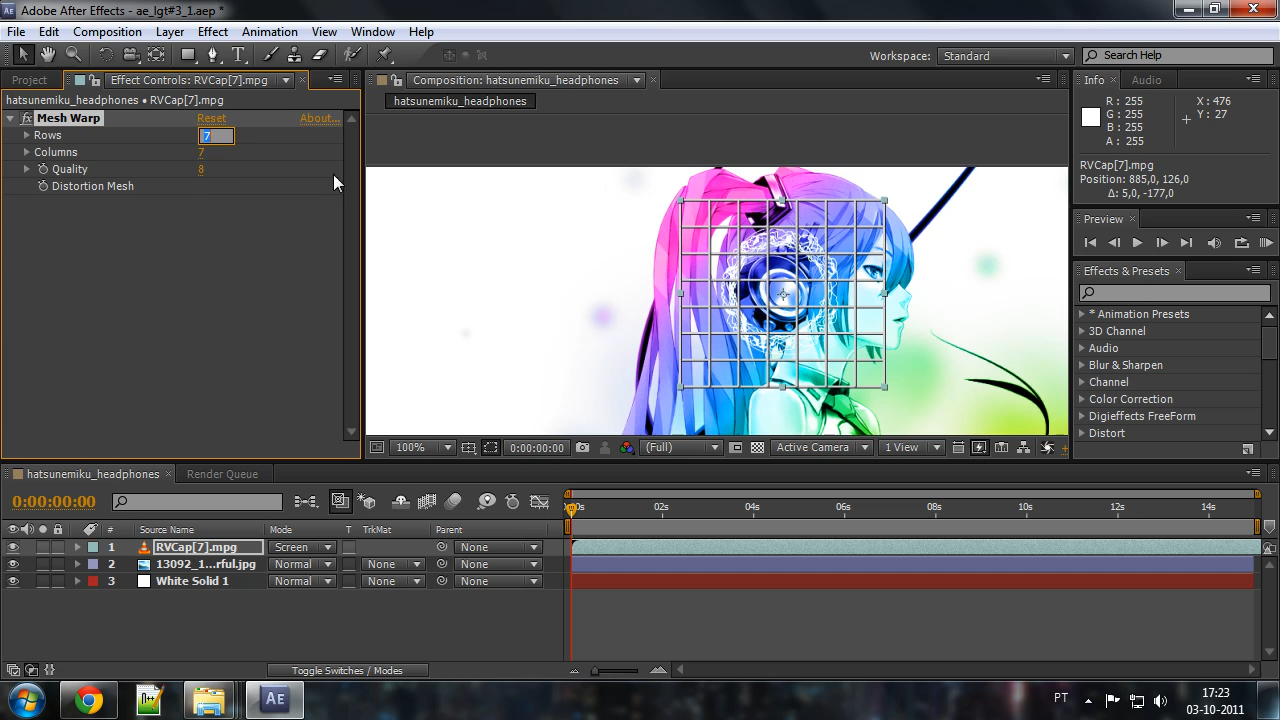 Adobe After Effects - ae_lgt#3_1.aep *
File Edit Composition Layer Effect Animation View Window Help
Workspace: Standard Search Help
Project Effect Controls: RVCap[7].mpg
hatsunemiku_headphones • RVCap[7].mpg
fx Mesh Warp Reset About...
Rows 7
Columns 7
Quality 8
Distortion Mesh
Composition: hatsunemiku_headphones
hatsunemiku_headphones
100% 0:00:00:00 (Full) Active Camera 1 View
Info Audio
R : 255 X : 476
G : 255 Y : 27
B : 255
A : 255
RVCap[7].mpg
Position: 885,0, 126,0
Δ: 5,0, -177,0
Preview
Effects & Presets
* Animation Presets
3D Channel
Audio
Blur & Sharpen
Channel
Color Correction
Digieffects FreeForm
Distort
hatsunemiku_headphones Render Queue
0:00:00:00
00s 02s 04s 06s 08s 10s 12s 14s
# Source Name Mode T TrkMat Parent
1 RVCap[7].mpg Screen None
2 13092_1...rful.jpg Normal None None
3 White Solid 1 Normal None None
Toggle Switches / Modes
AE PT 17:23
03-10-2011